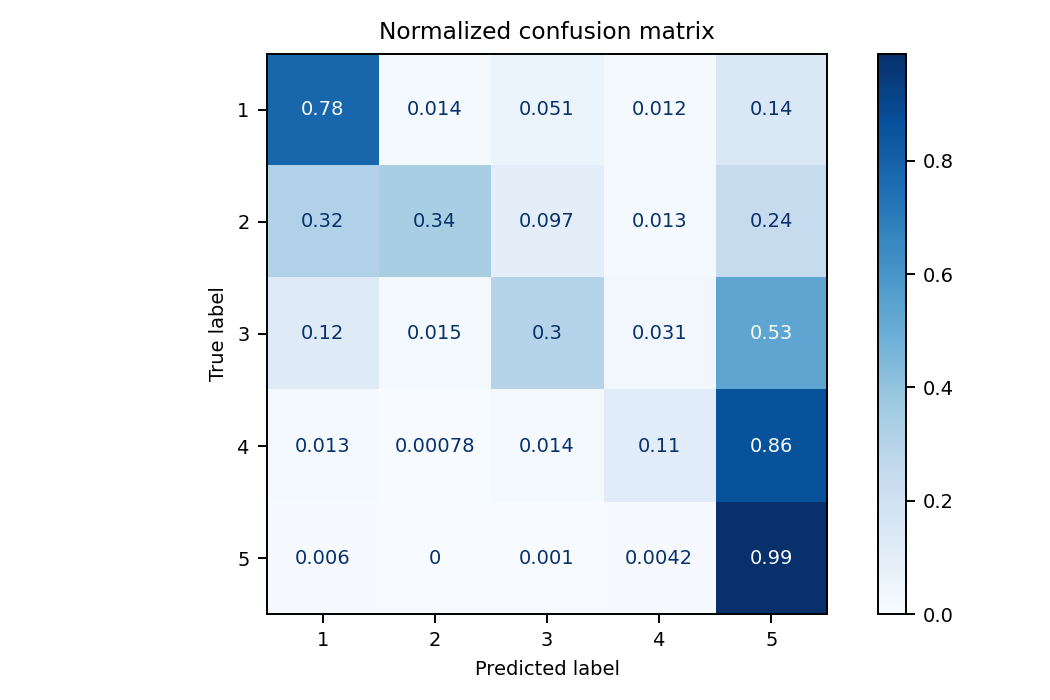 Normalized confusion matrix
1 0.78 0.014 0.051 0.012 0.14
2 0.32 0.34 0.097 0.013 0.24
3 0.12 0.015 0.3 0.031 0.53
4 0.013 0.00078 0.014 0.11 0.86
5 0.006 0 0.001 0.0042 0.99
1 2 3 4 5
Predicted label
True label
0.8
0.6
0.4
0.2
0.0